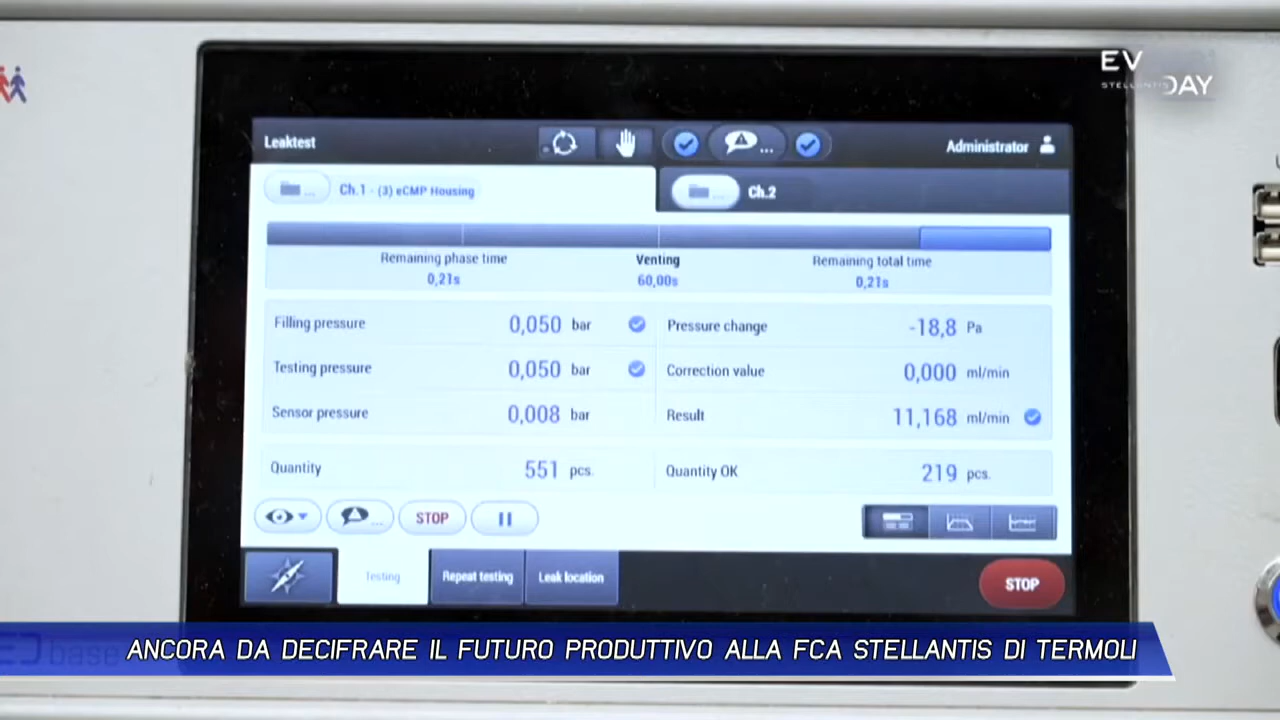 EV
STELLANTIS DAY
Leaktest
...
Administrator
... Ch.1 - (3) eCMP Housing
... Ch.2
Remaining phase time Venting Remaining total time
0,21s 60,00s 0,21s
Filling pressure 0,050 bar Pressure change -18,8 Pa
Testing pressure 0,050 bar Correction value 0,000 ml/min
Sensor pressure 0,008 bar Result 11,168 ml/min
Quantity 551 pcs. Quantity OK 219 pcs.
... STOP
Testing Repeat testing Leak location STOP
base
ANCORA DA DECIFRARE IL FUTURO PRODUTTIVO ALLA FCA STELLANTIS DI TERMOLI